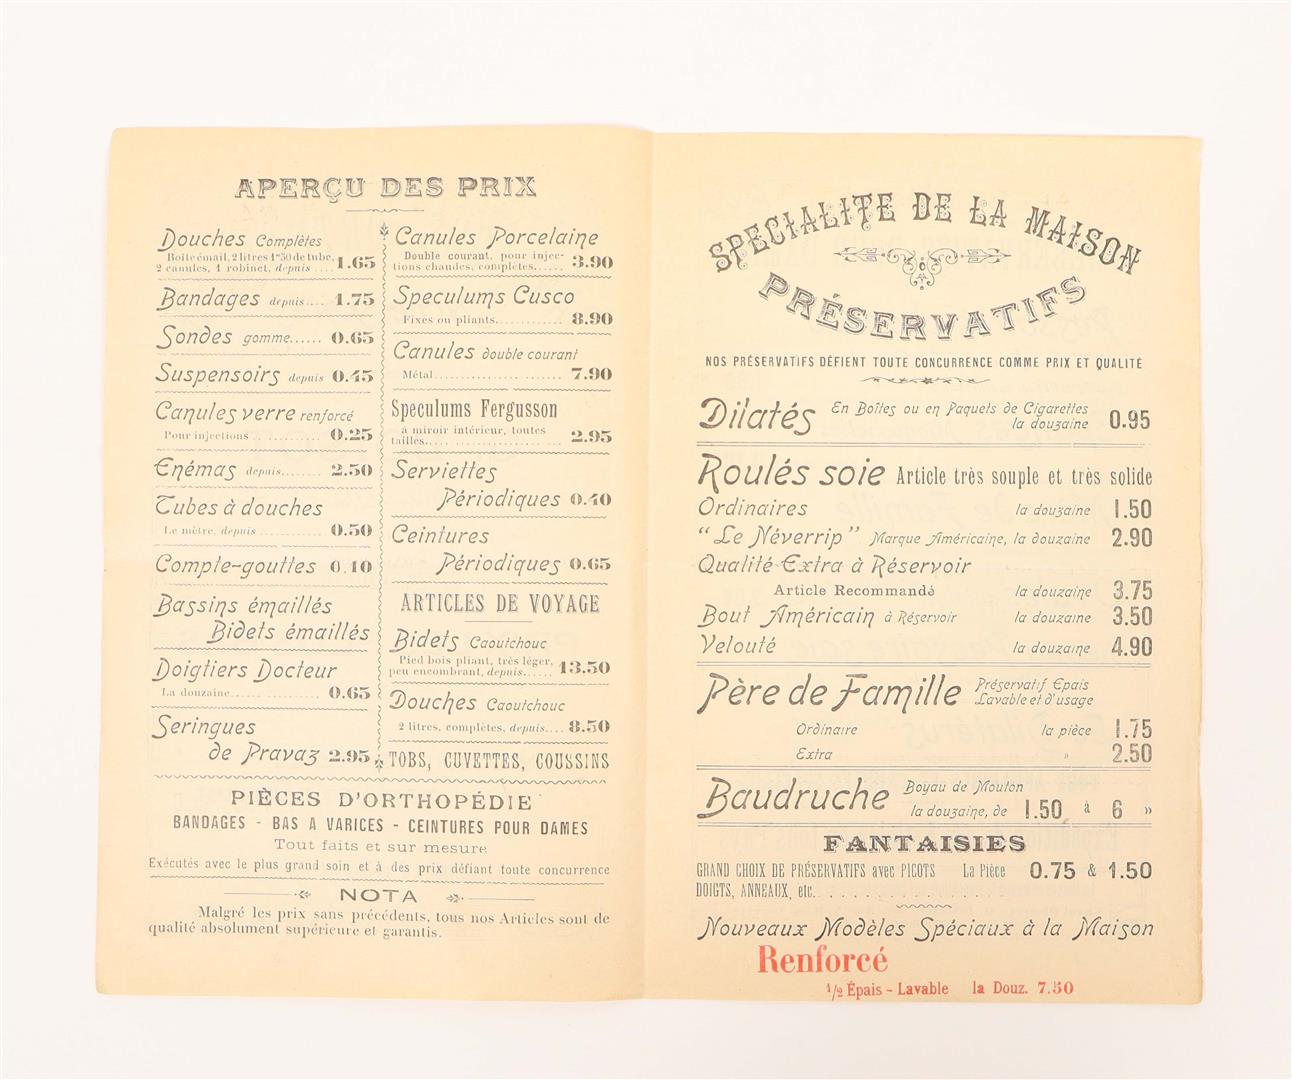 APERÇU DES PRIX
Douches Complètes
Boîte émail, 2 litres 1m50 de tube,
2 canules, 1 robinet, depuis .... 1.65
Bandages depuis.... 1.75
Sondes gomme...... 0.65
Suspensoirs depuis 0.45
Canules verre renforcé
Pour injections ............ 0.25
Enémas depuis........ 2.50
Tubes à douches
Le mètre, depuis ............ 0.50
Compte-gouttes 0.10
Bassins émaillés
Bidets émaillés
Doigtiers Docteur
La douzaine................ 0.65
Seringues
de Pravaz 2.95
Canules Porcelaine
Double courant, pour injec-
tions chaudes, complètes..... 3.90
Speculums Cusco
Fixes ou pliants............ 8.90
Canules double courant
Métal....................... 7.90
Speculums Fergusson
à miroir intérieur, toutes
tailles..................... 2.95
Serviettes
Périodiques 0.40
Ceintures
Périodiques 0.65
ARTICLES DE VOYAGE
Bidets Caoutchouc
Pied bois pliant, très léger,
peu encombrant, depuis..... 13.50
Douches Caoutchouc
2 litres, complètes, depuis.... 8.50
TOBS, CUVETTES, COUSSINS
PIÈCES D'ORTHOPÉDIE
BANDAGES - BAS A VARICES - CEINTURES POUR DAMES
Tout faits et sur mesure
Exécutés avec le plus grand soin et à des prix défiant toute concurrence
NOTA
Malgré les prix sans précédents, tous nos Articles sont de
qualité absolument supérieure et garantis.
SPECIALITE DE LA MAISON
PRÉSERVATIFS
NOS PRÉSERVATIFS DÉFIENT TOUTE CONCURRENCE COMME PRIX ET QUALITÉ
Dilatés En Boîtes ou en Paquets de Cigarettes
la douzaine 0.95
Roulés soie Article très souple et très solide
Ordinaires la douzaine 1.50
"Le Néverrip" Marque Américaine, la douzaine 2.90
Qualité Extra à Réservoir
Article Recommandé la douzaine 3.75
Bout Américain à Réservoir la douzaine 3.50
Velouté la douzaine 4.90
Père de Famille Préservatif Epais
Lavable et d'usage
Ordinaire la pièce 1.75
Extra » 2.50
Baudruche Boyau de Mouton
la douzaine, de 1.50 à 6 »
FANTAISIES
GRAND CHOIX DE PRÉSERVATIFS avec PICOTS La Pièce 0.75 & 1.50
DOIGTS, ANNEAUX, etc. . . . . . . . . . . . . . . . . .
Nouveaux Modèles Spéciaux à la Maison
Renforcé
1/2 Épais - Lavable la Douz. 7.50